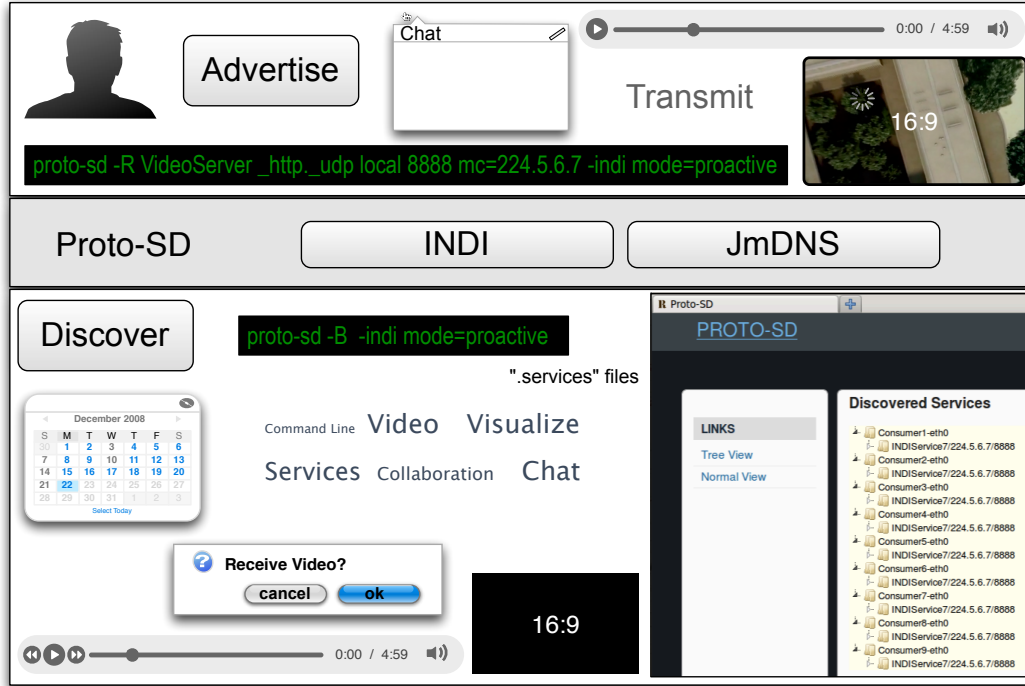 Advertise
Chat
0:00 / 4:59
Transmit
16:9
proto-sd -R VideoServer _http._udp local 8888 mc=224.5.6.7 -indi mode=proactive
Proto-SD
INDI
JmDNS
Discover
proto-sd -B -indi mode=proactive
".services" files
Command Line Video Visualize
Services Collaboration Chat
December 2008
S M T W T F S
30 1 2 3 4 5 6
7 8 9 10 11 12 13
14 15 16 17 18 19 20
21 22 23 24 25 26 27
28 29 30 31 1 2 3
Select Today
Receive Video?
cancel ok
0:00 / 4:59
16:9
R Proto-SD
PROTO-SD
LINKS
Tree View
Normal View
Discovered Services
Consumer1-eth0
INDIService7/224.5.6.7/8888
Consumer2-eth0
INDIService7/224.5.6.7/8888
Consumer3-eth0
INDIService7/224.5.6.7/8888
Consumer4-eth0
INDIService7/224.5.6.7/8888
Consumer5-eth0
INDIService7/224.5.6.7/8888
Consumer6-eth0
INDIService7/224.5.6.7/8888
Consumer7-eth0
INDIService7/224.5.6.7/8888
Consumer8-eth0
INDIService7/224.5.6.7/8888
Consumer9-eth0
INDIService7/224.5.6.7/8888